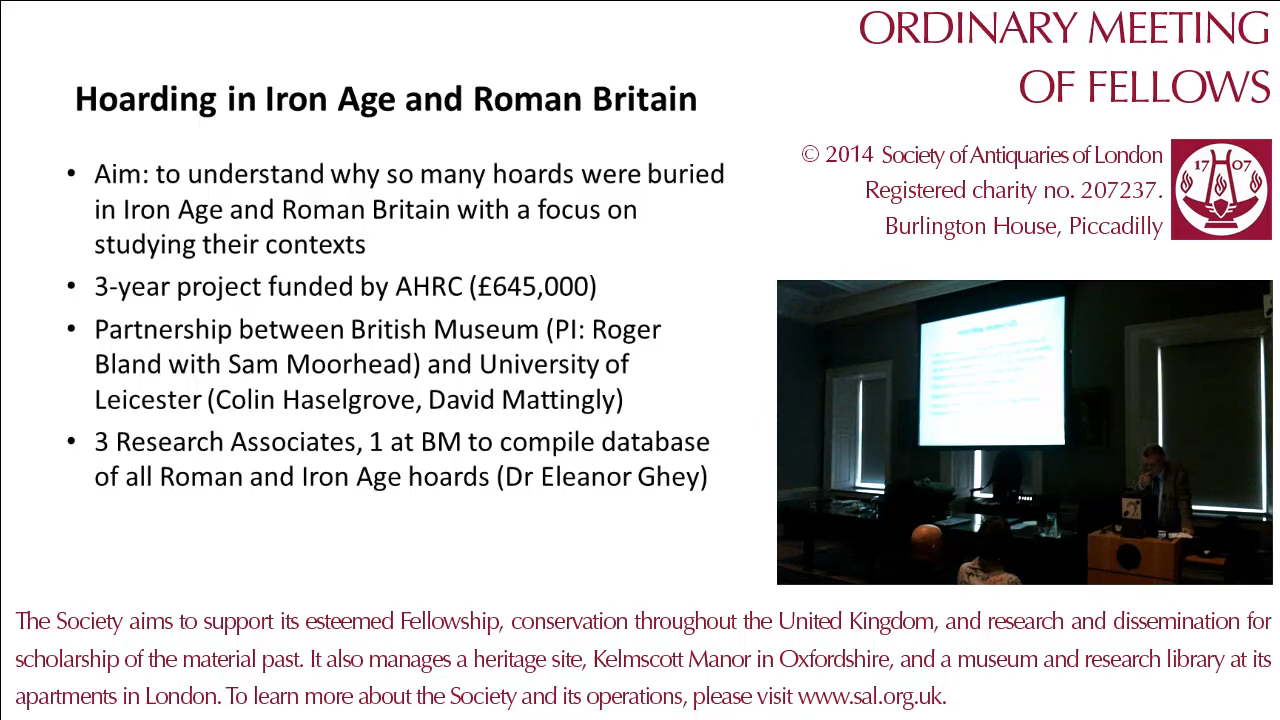 ORDINARY MEETING
OF FELLOWS
Hoarding in Iron Age and Roman Britain
• Aim: to understand why so many hoards were buried
in Iron Age and Roman Britain with a focus on
studying their contexts
• 3-year project funded by AHRC (£645,000)
• Partnership between British Museum (PI: Roger
Bland with Sam Moorhead) and University of
Leicester (Colin Haselgrove, David Mattingly)
• 3 Research Associates, 1 at BM to compile database
of all Roman and Iron Age hoards (Dr Eleanor Ghey)
© 2014 Society of Antiquaries of London
Registered charity no. 207237.
Burlington House, Piccadilly
17 07
The Society aims to support its esteemed Fellowship, conservation throughout the United Kingdom, and research and dissemination for
scholarship of the material past. It also manages a heritage site, Kelmscott Manor in Oxfordshire, and a museum and research library at its
apartments in London. To learn more about the Society and its operations, please visit www.sal.org.uk.